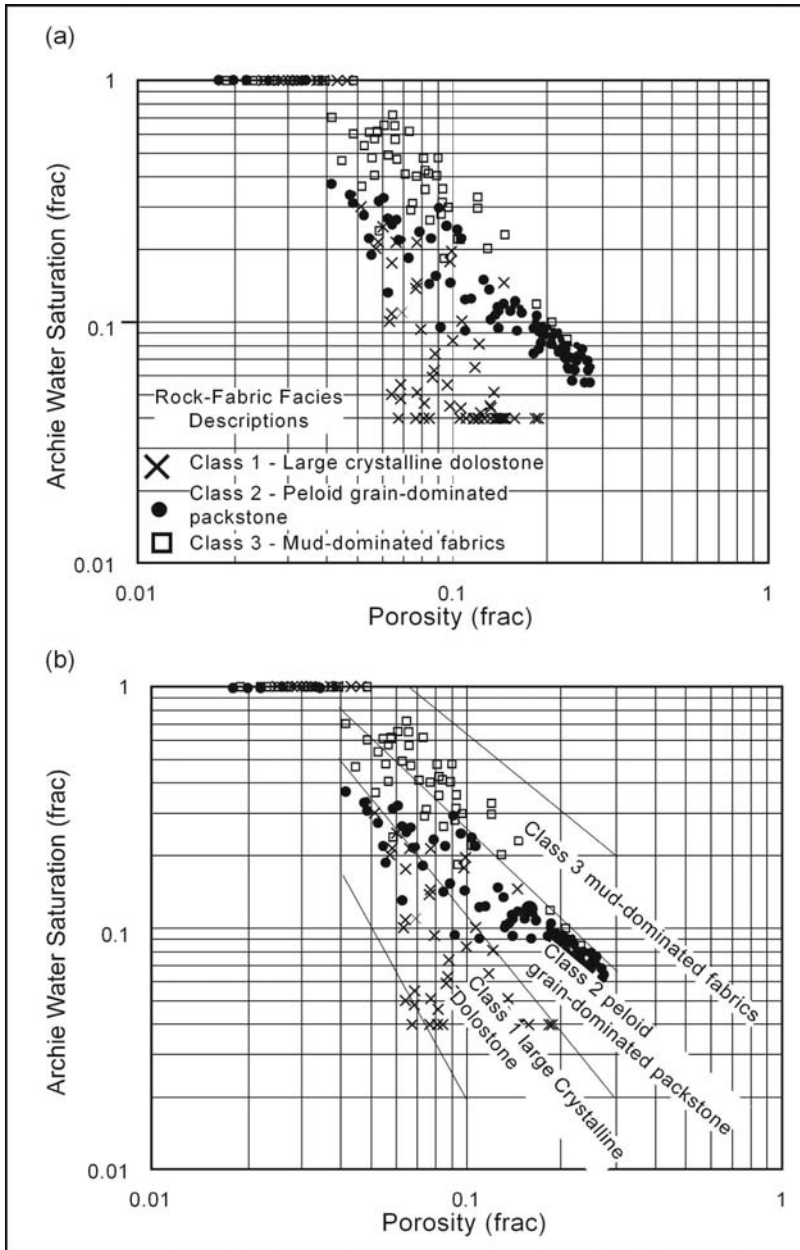 (a)
1
0.1
0.01
Archie Water Saturation (frac)
Rock-Fabric Facies
Descriptions
Class 1 - Large crystalline dolostone
Class 2 - Peloid grain-dominated
packstone
Class 3 - Mud-dominated fabrics
0.01
0.1
1
Porosity (frac)
(b)
1
0.1
0.01
Archie Water Saturation (frac)
Class 3 mud-dominated fabrics
Class 2 peloid
grain-dominated packstone
Class 1 large Crystalline
Dolostone
0.01
0.1
1
Porosity (frac)